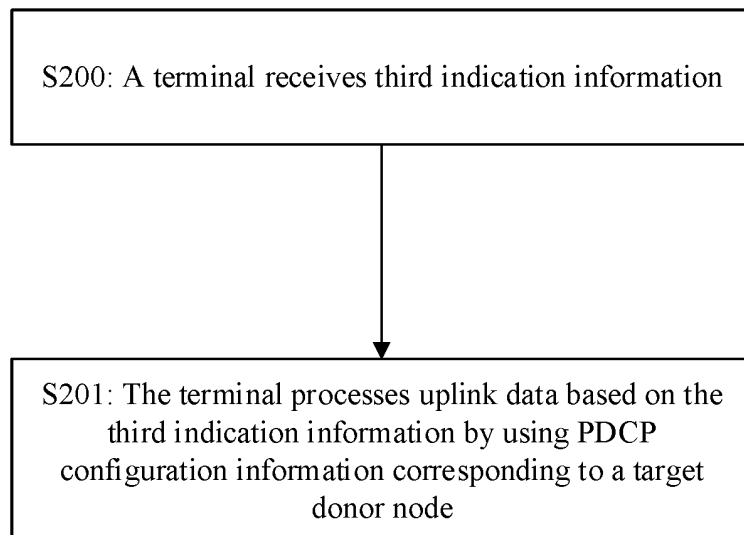 S200: A terminal receives third indication information
S201: The terminal processes uplink data based on the
third indication information by using PDCP
configuration information corresponding to a target
donor node